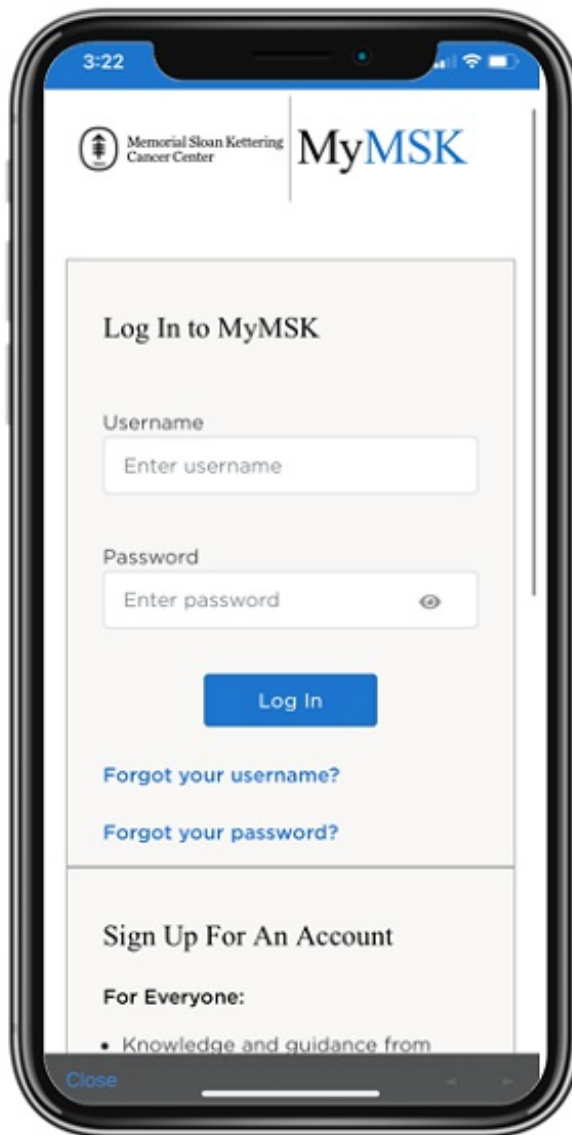 3:22
Memorial Sloan Kettering
Cancer Center
MyMSK
Log In to MyMSK
Username
Enter username
Password
Enter password
Log In
Forgot your username?
Forgot your password?
Sign Up For An Account
For Everyone:
• Knowledge and guidance from
Close